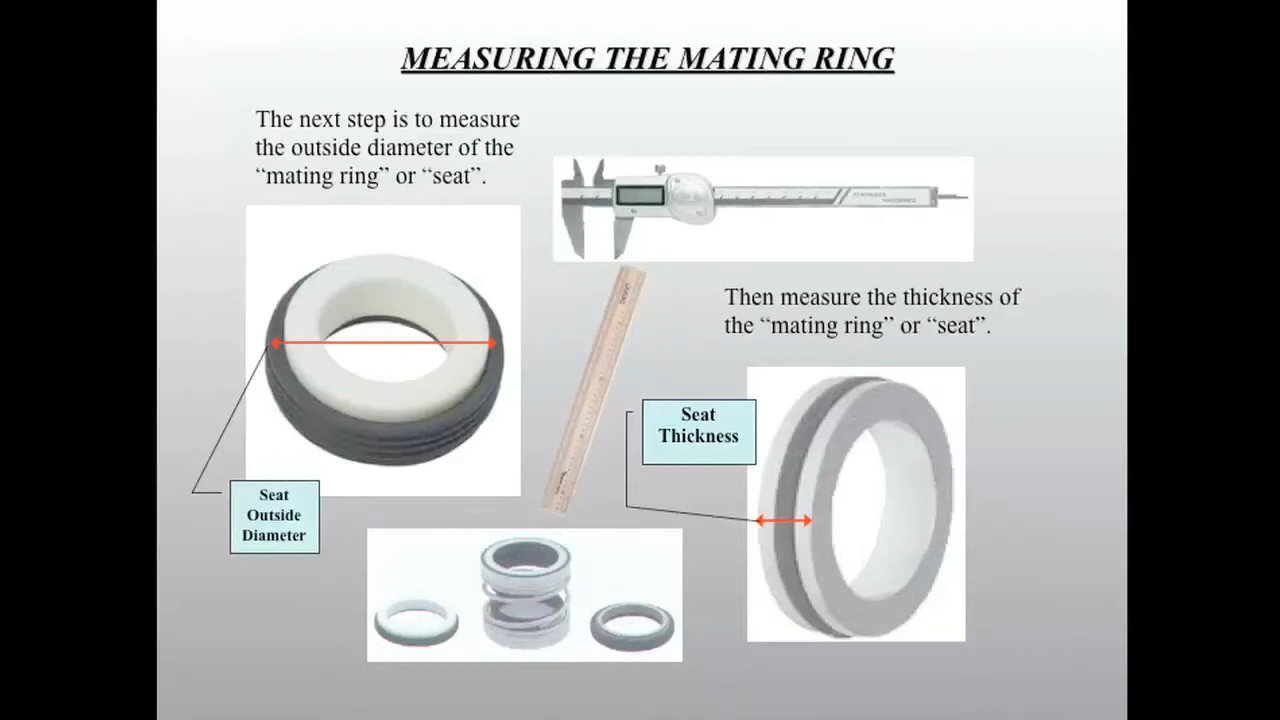 MEASURING THE MATING RING
The next step is to measure
the outside diameter of the
“mating ring” or “seat”.
Then measure the thickness of
the “mating ring” or “seat”.
Seat
Thickness
Seat
Outside
Diameter